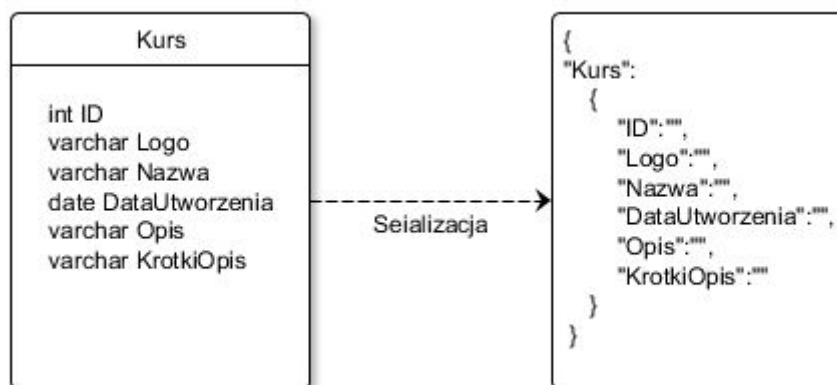 Kurs
int ID
varchar Logo
varchar Nazwa
date DataUtworzenia
varchar Opis
varchar KrotkiOpis
Seializacja
{
"Kurs":
{
"ID":"",
"Logo":"",
"Nazwa":"",
"DataUtworzenia":"",
"Opis":"",
"KrotkiOpis":""
}
}